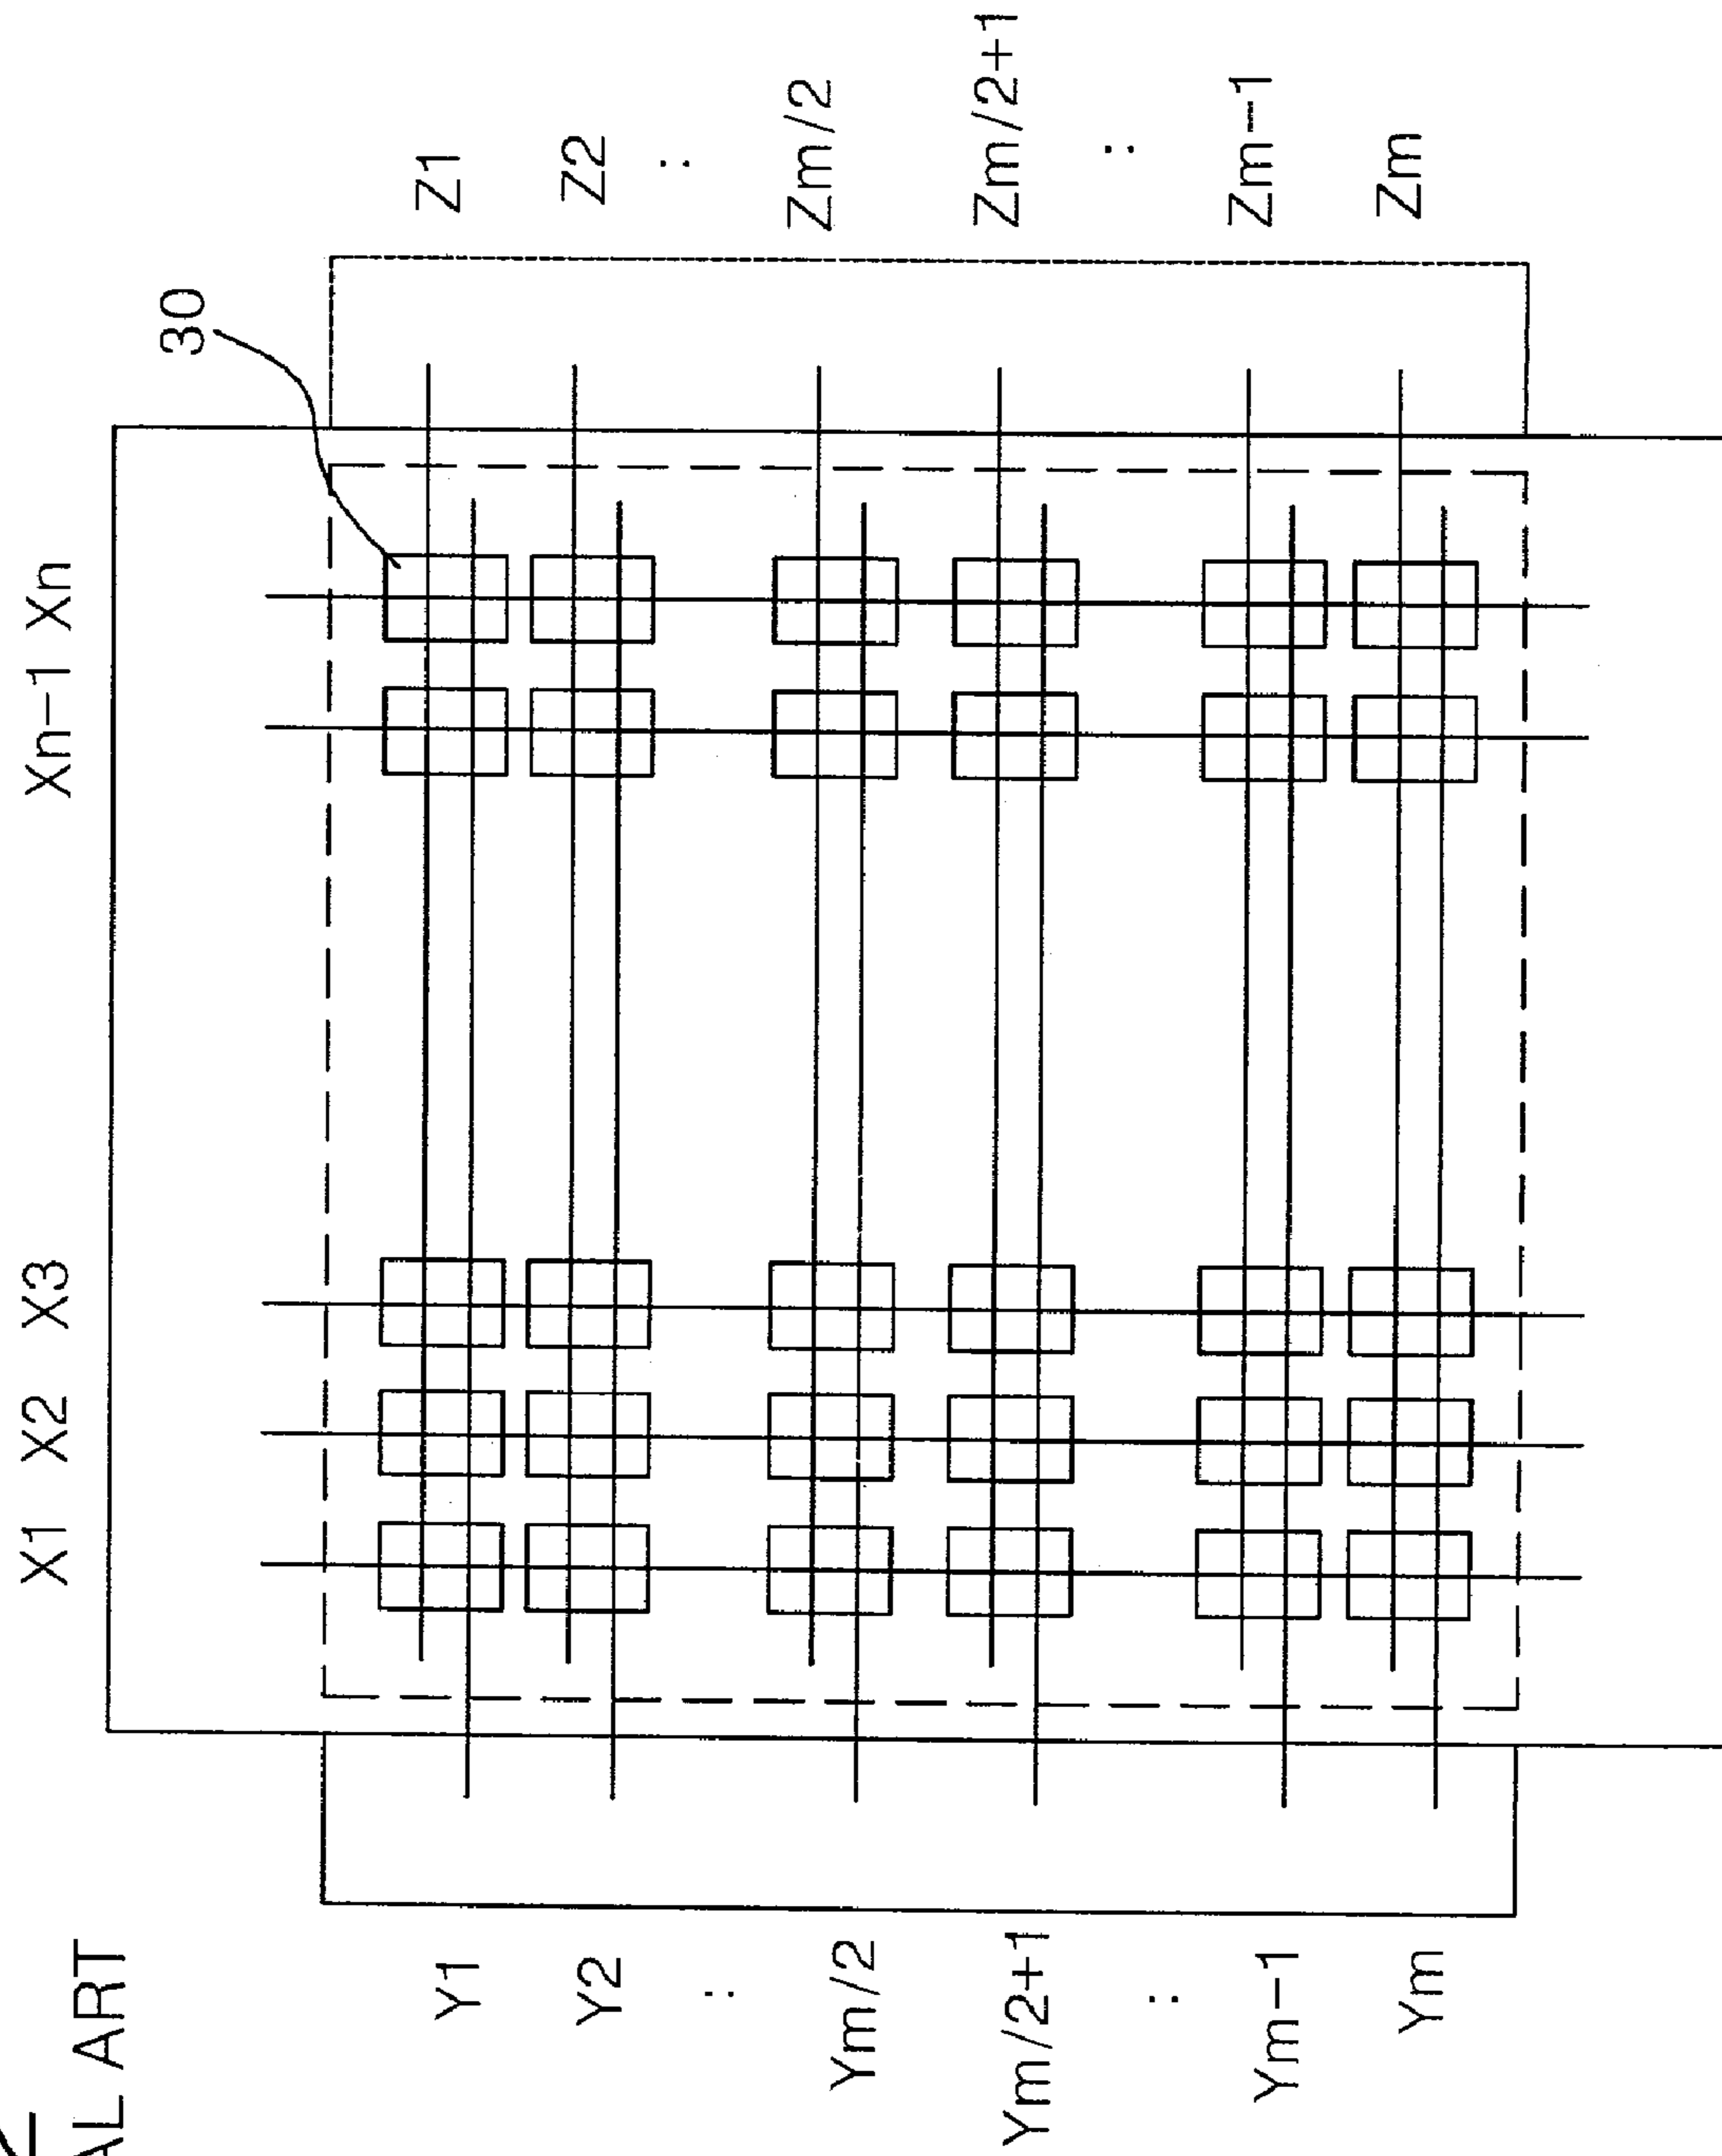 AL ART
X1 X2 X3 Xn-1 Xn
30
Y1
Y2
:
Ym/2
Ym/2+1
:
Ym-1
Ym
Z1
Z2
:
Zm/2
Zm/2+1
:
Zm-1
Zm